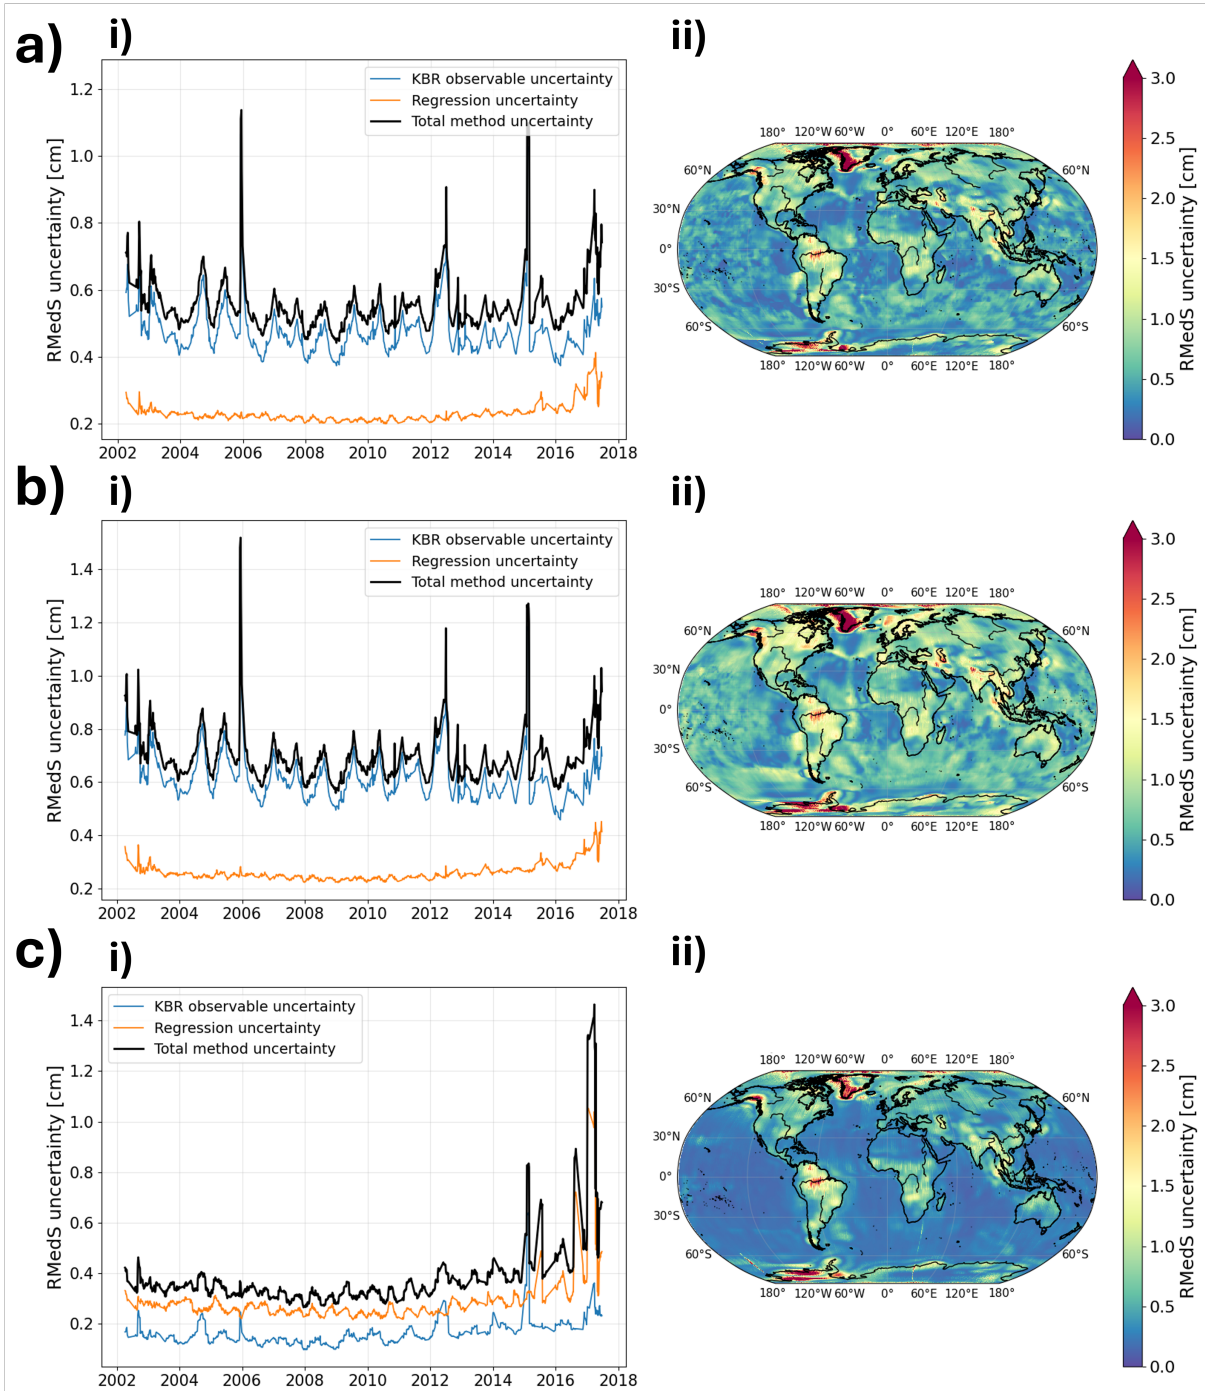 a)
i)
ii)
RMedS uncertainty [cm]
1.2
1.0
0.8
0.6
0.4
0.2
KBR observable uncertainty
Regression uncertainty
Total method uncertainty
2002 2004 2006 2008 2010 2012 2014 2016 2018
180° 120°W 60°W 0° 60°E 120°E 180°
60°N 60°N
30°N
0°
30°S
60°S 60°S
180° 120°W 60°W 0° 60°E 120°E 180°
3.0
2.5
2.0
1.5
1.0
0.5
0.0
RMedS uncertainty [cm]
b)
i)
ii)
RMedS uncertainty [cm]
1.4
1.2
1.0
0.8
0.6
0.4
0.2
KBR observable uncertainty
Regression uncertainty
Total method uncertainty
2002 2004 2006 2008 2010 2012 2014 2016 2018
180° 120°W 60°W 0° 60°E 120°E 180°
60°N 60°N
30°N
0°
30°S
60°S 60°S
180° 120°W 60°W 0° 60°E 120°E 180°
3.0
2.5
2.0
1.5
1.0
0.5
0.0
RMedS uncertainty [cm]
c)
i)
ii)
RMedS uncertainty [cm]
1.4
1.2
1.0
0.8
0.6
0.4
0.2
KBR observable uncertainty
Regression uncertainty
Total method uncertainty
2002 2004 2006 2008 2010 2012 2014 2016 2018
180° 120°W 60°W 0° 60°E 120°E 180°
60°N 60°N
30°N
0°
30°S
60°S 60°S
180° 120°W 60°W 0° 60°E 120°E 180°
3.0
2.5
2.0
1.5
1.0
0.5
0.0
RMedS uncertainty [cm]